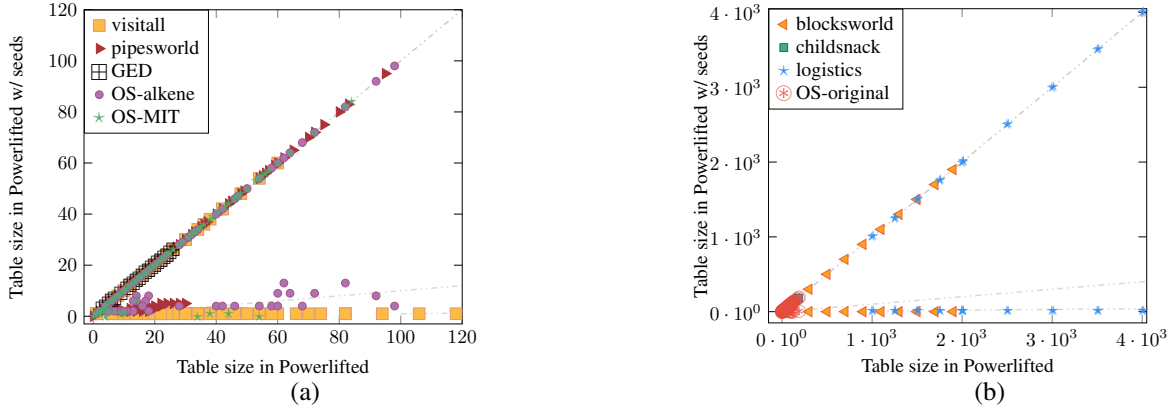 120
100
80
60
40
20
0
Table size in Powerlifted w/ seeds
visitall
pipesworld
GED
OS-alkene
OS-MIT
0 20 40 60 80 100 120
Table size in Powerlifted
(a)
4 · 10³
3 · 10³
2 · 10³
1 · 10³
0 · 10⁰
Table size in Powerlifted w/ seeds
blocksworld
childsnack
logistics
OS-original
0 · 10⁰ 1 · 10³ 2 · 10³ 3 · 10³ 4 · 10³
Table size in Powerlifted
(b)